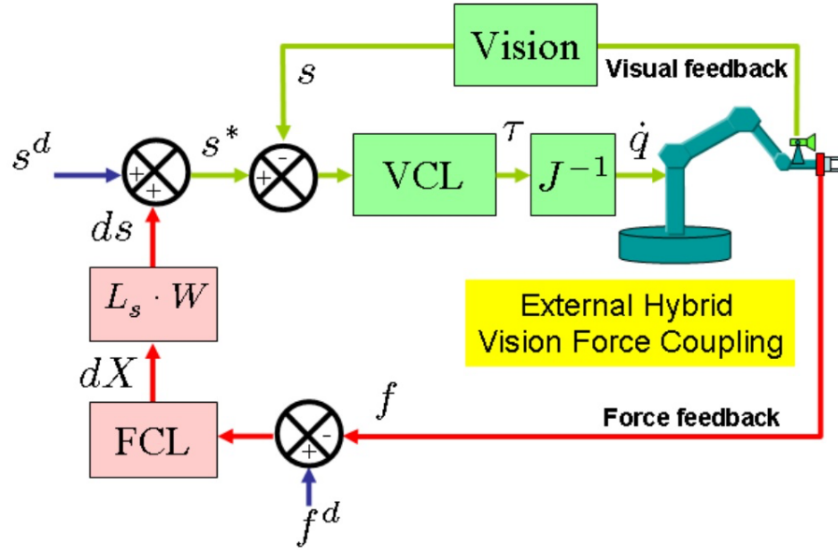 Vision
Visual feedback
s
s^d
+
+
s*
-
+
VCL
τ
J⁻¹
q̇
ds
L_s · W
External Hybrid
Vision Force Coupling
dX
f
Force feedback
FCL
-
+
f^d